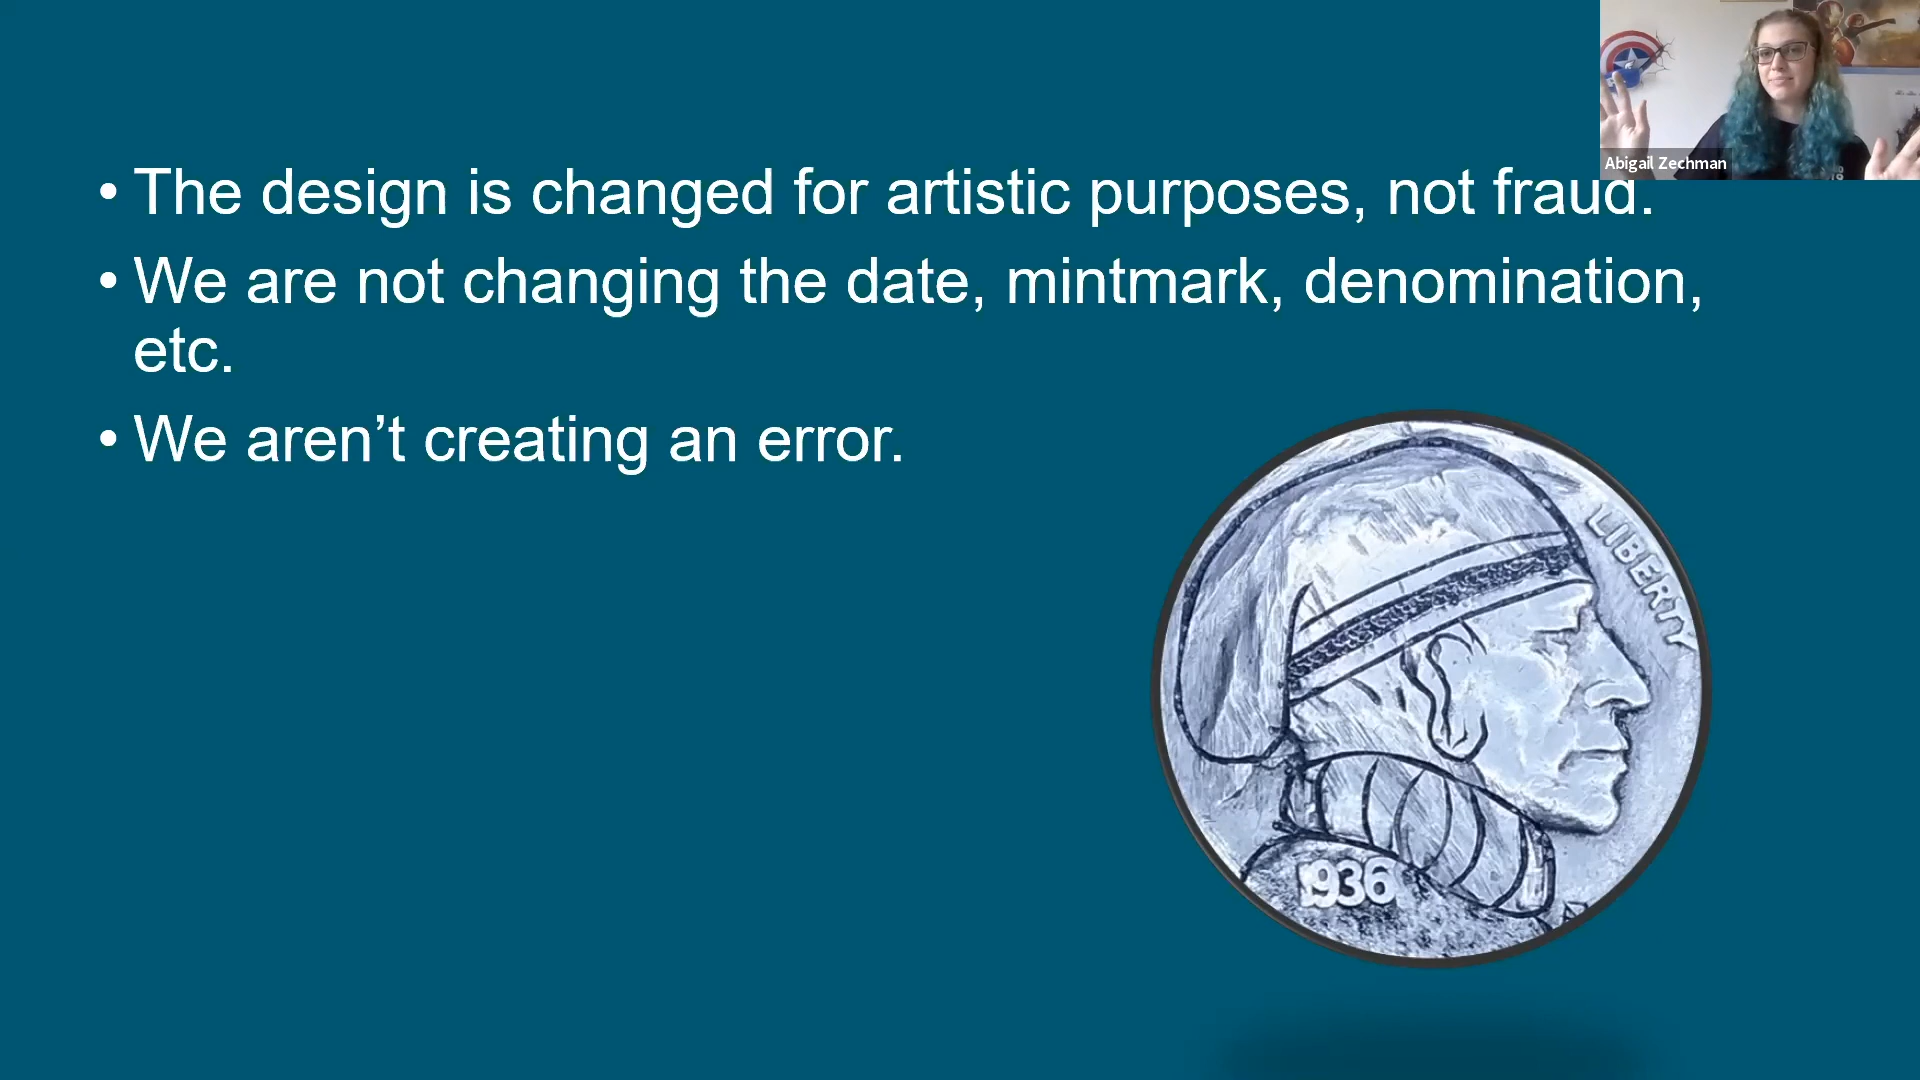 Abigail Zechman
• The design is changed for artistic purposes, not fraud.
• We are not changing the date, mintmark, denomination,
etc.
• We aren’t creating an error.
LIBERTY
1936